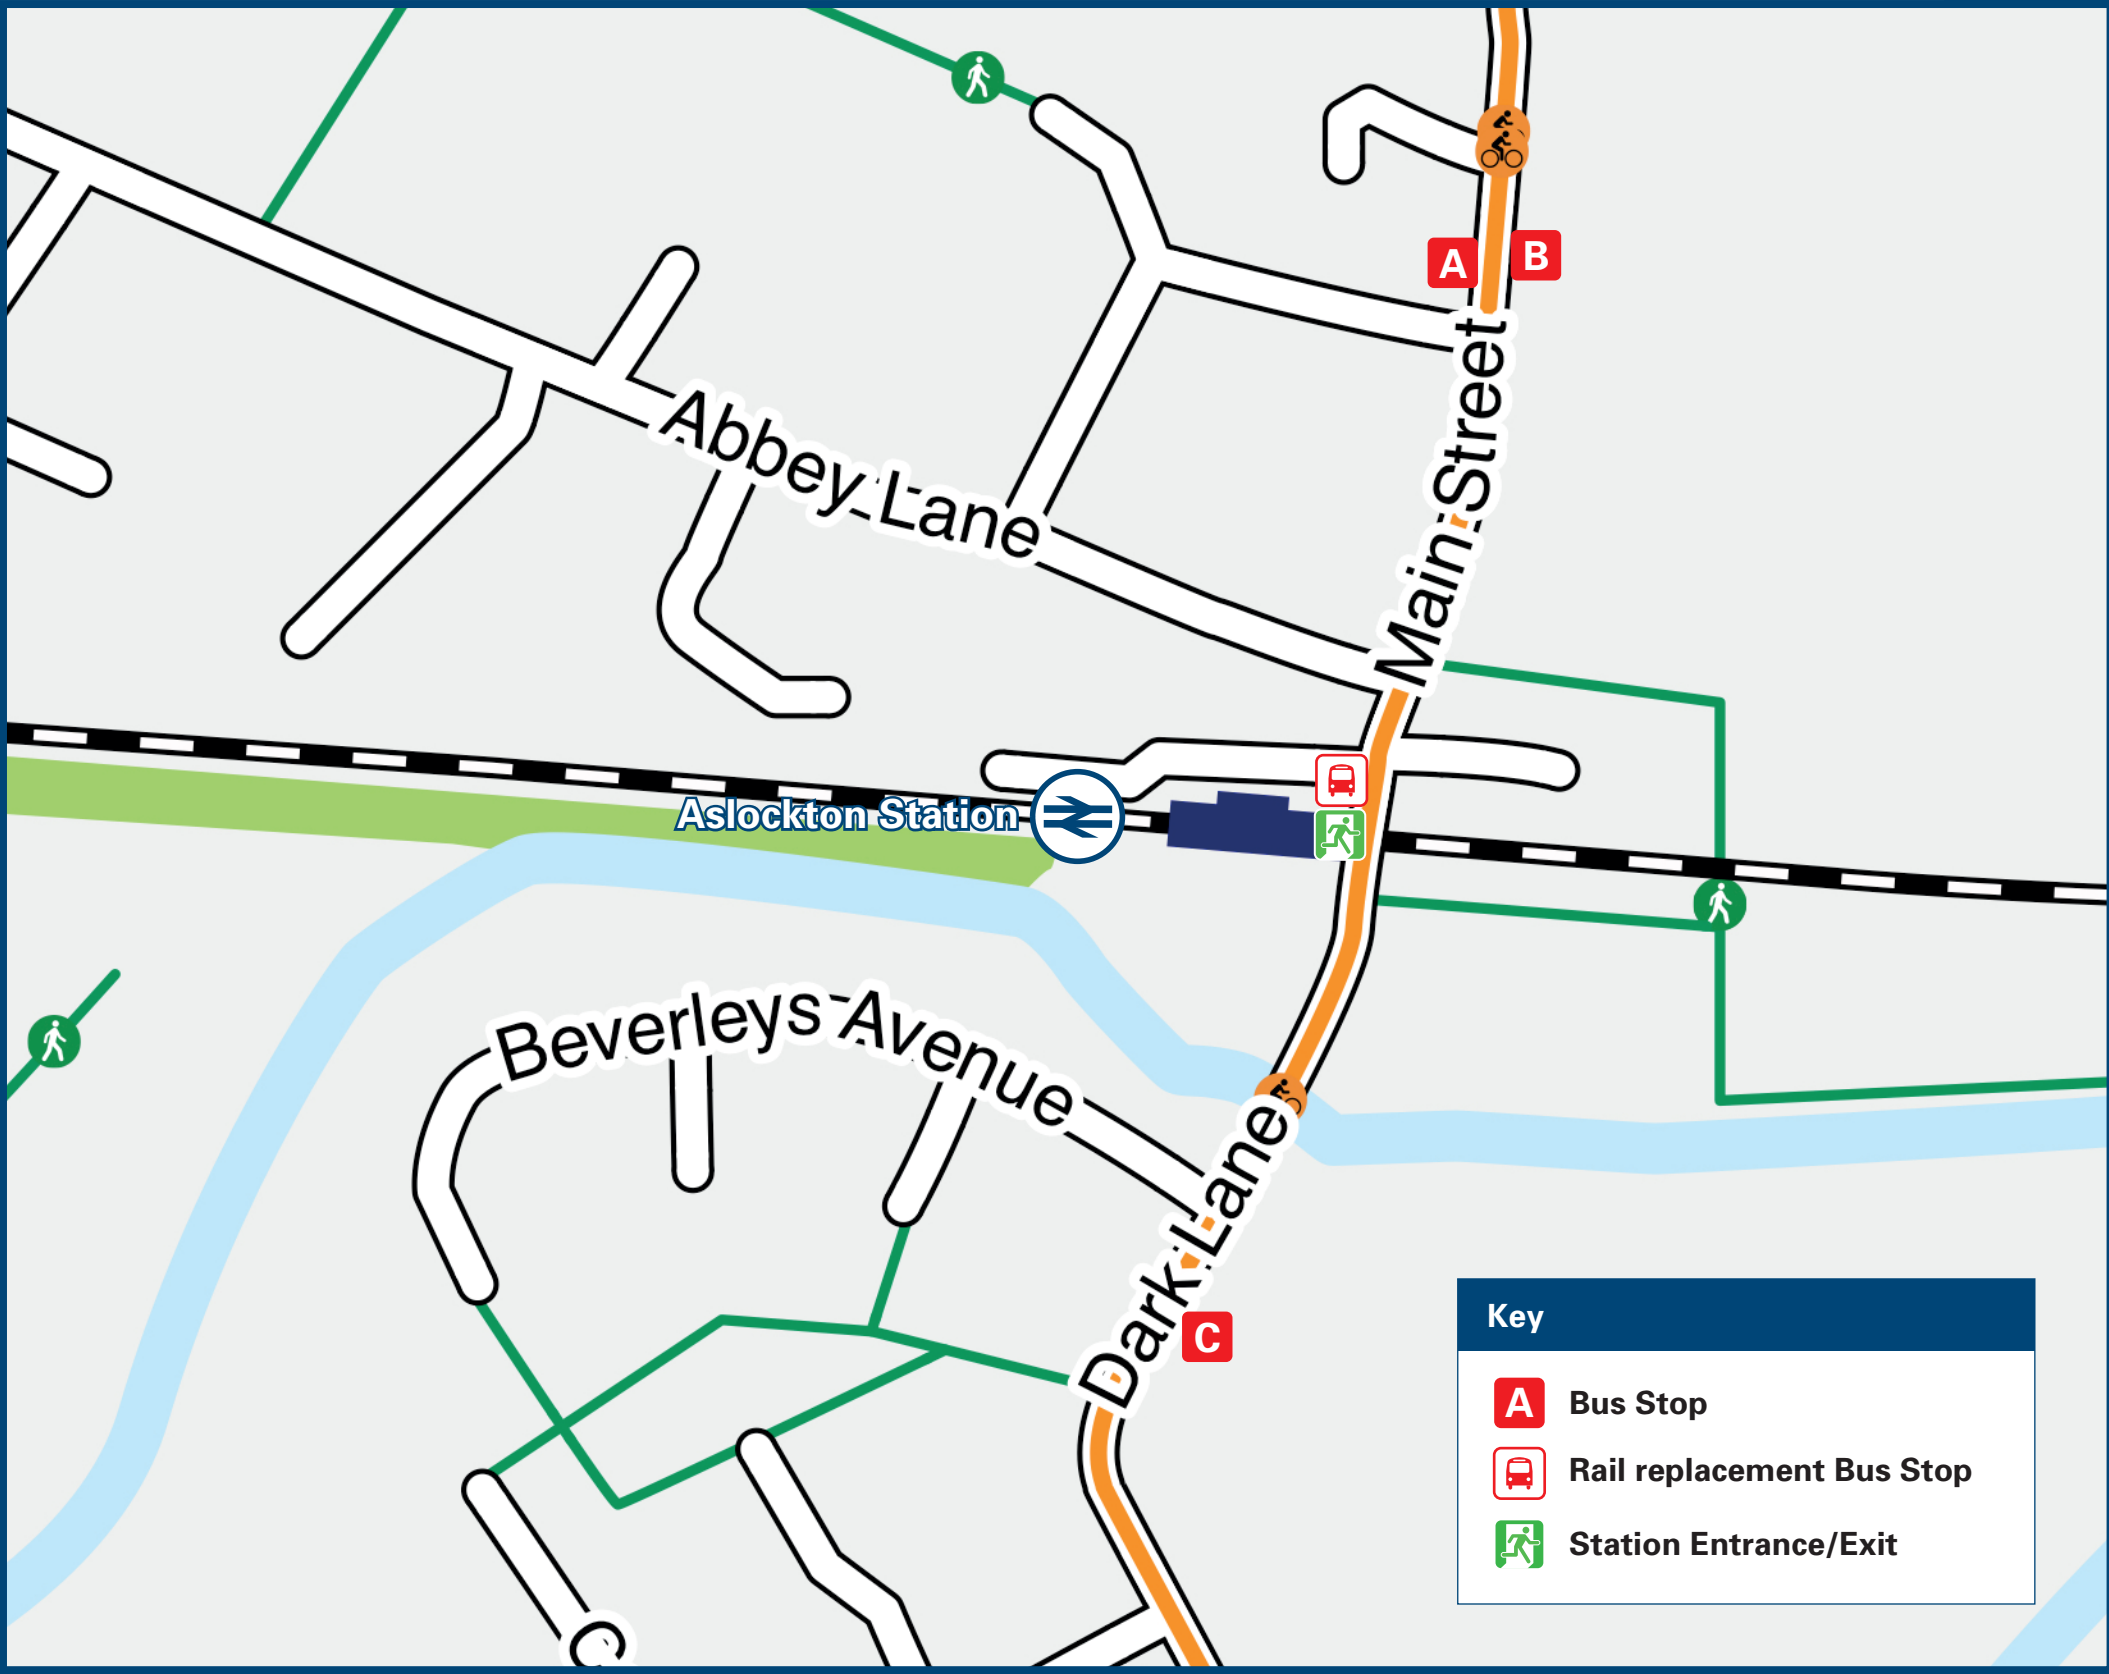 A
B
Main Street
Abbey Lane
Aslockton Station
Beverleys Avenue
Dark Lane
C
Key
A Bus Stop
Rail replacement Bus Stop
Station Entrance/Exit
C